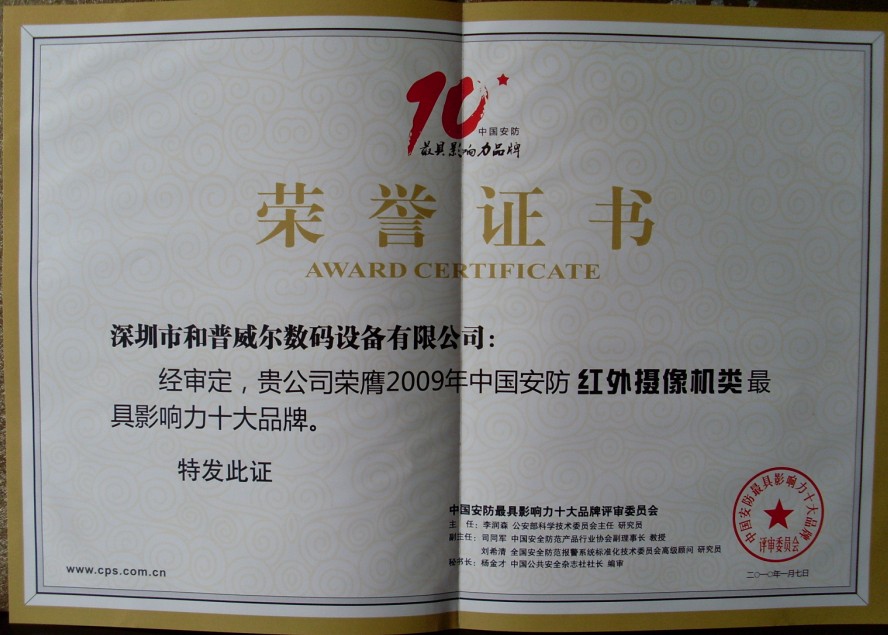 10
中国安防
最具影响力品牌
荣誉证书
AWARD CERTIFICATE
深圳市和普威尔数码设备有限公司：
经审定，贵公司荣膺2009年中国安防 红外摄像机类 最
具影响力十大品牌。
特发此证
中国安防最具影响力十大品牌评审委员会
主 任：李润森 公安部科学技术委员会主任 研究员
副主任：司同军 中国安全防范产品行业协会副理事长 教授
刘希清 全国安全防范报警系统标准化技术委员会高级顾问 研究员
秘书长：杨金才 中国公共安全杂志社社长 编审
中国安防最具影响力十大品牌
评审委员会
二○一○年一月七日
www.cps.com.cn